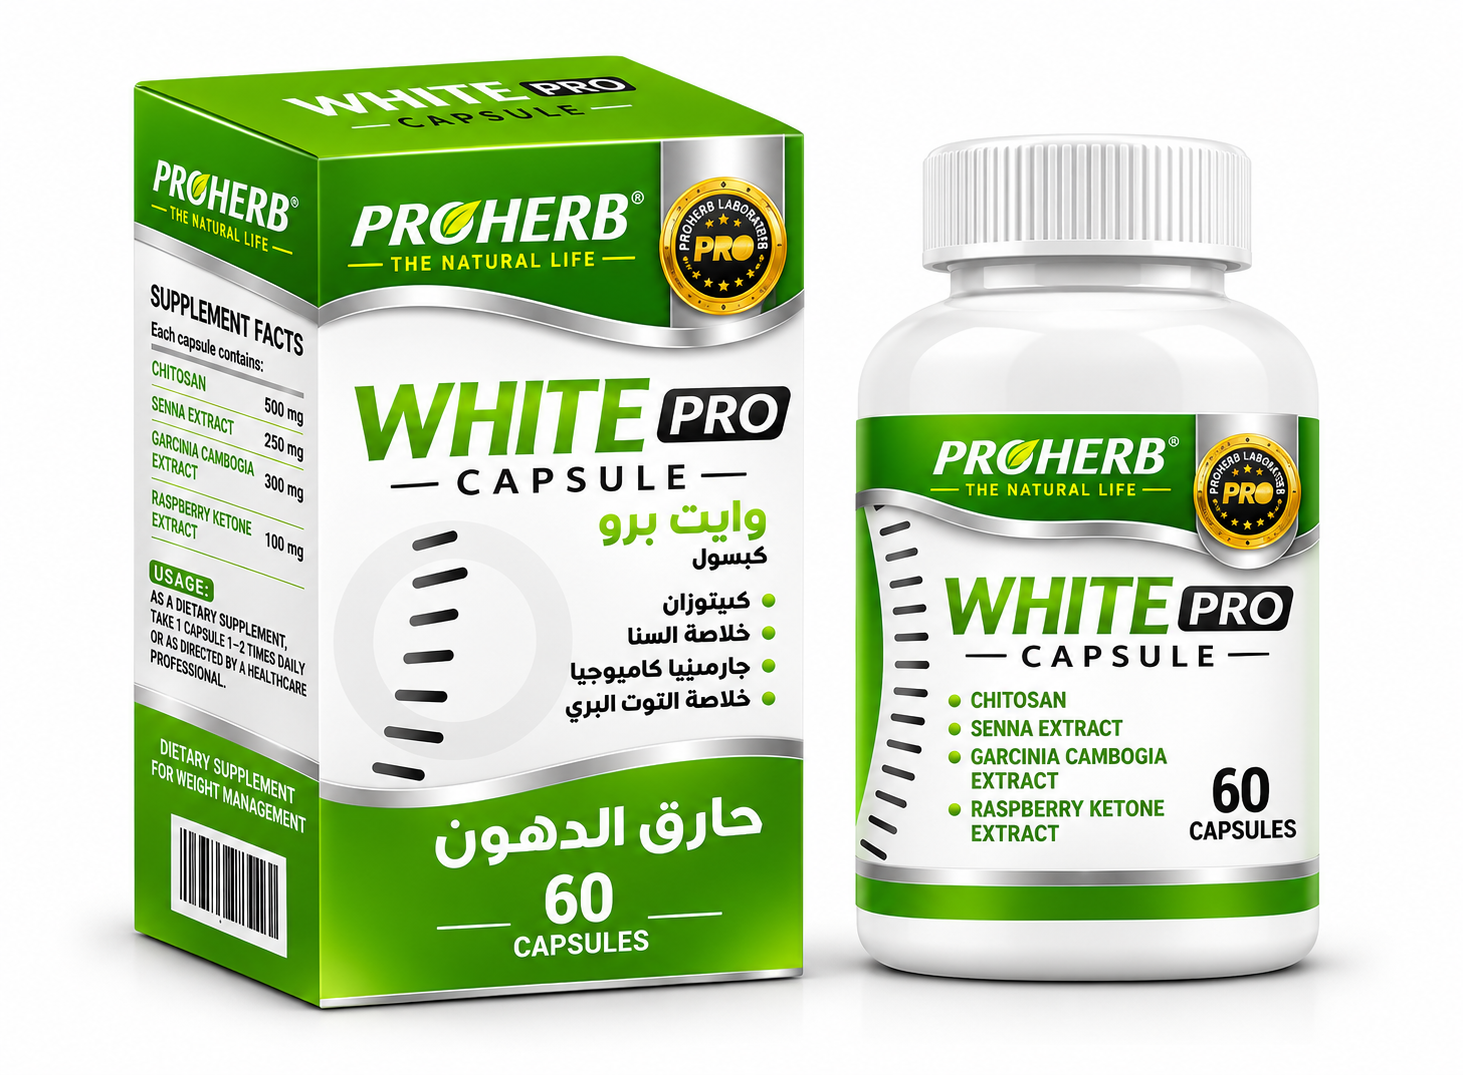 WHITE PRO
CAPSULE
PROHERB®
THE NATURAL LIFE
SUPPLEMENT FACTS
Each capsule contains:
CHITOSAN
500 mg
SENNA EXTRACT
250 mg
GARCINIA CAMBOGIA
EXTRACT
300 mg
RASPBERRY KETONE
EXTRACT
100 mg
USAGE:
AS A DIETARY SUPPLEMENT,
TAKE 1 CAPSULE 1–2 TIMES DAILY
OR AS DIRECTED BY A HEALTHCARE
PROFESSIONAL.
DIETARY SUPPLEMENT
FOR WEIGHT MANAGEMENT
PROHERB®
THE NATURAL LIFE
PROHERB
PRO
WHITE PRO
CAPSULE
وايت برو
كبسول
كيتوزان
خلاصة السنا
جارسينيا كامبوجيا
خلاصة التوت البري
حارق الدهون
60
CAPSULES
PROHERB®
THE NATURAL LIFE
PROHERB
PRO
WHITE PRO
CAPSULE
CHITOSAN
SENNA EXTRACT
GARCINIA CAMBOGIA
EXTRACT
RASPBERRY KETONE
EXTRACT
60
CAPSULES